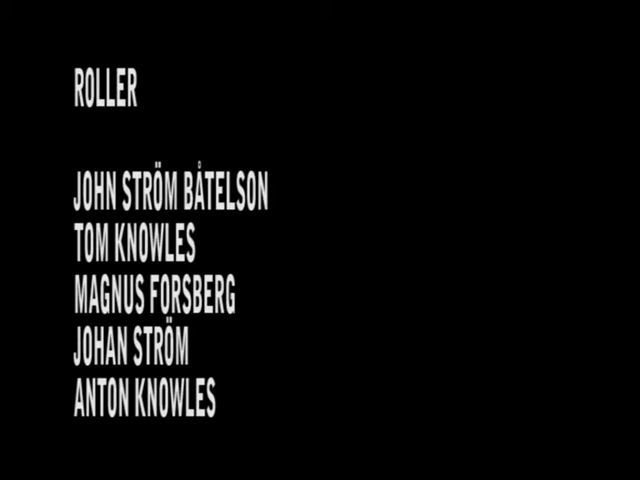 ROLLER
JOHN STRÖM BÅTELSON
TOM KNOWLES
MAGNUS FORSBERG
JOHAN STRÖM
ANTON KNOWLES